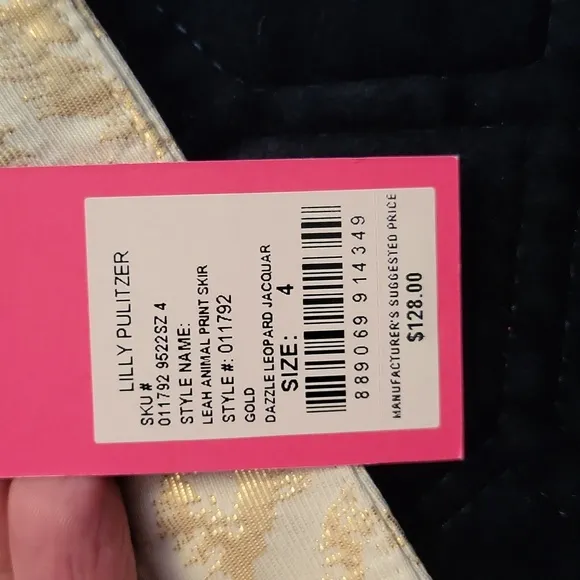 LILLY PULITZER
SKU #
011792 9522SZ 4
STYLE NAME:
LEAH ANIMAL PRINT SKIR
STYLE #: 011792
GOLD
DAZZLE LEOPARD JACQUAR
SIZE: 4
889069 914349
MANUFACTURER'S SUGGESTED PRICE
$128.00